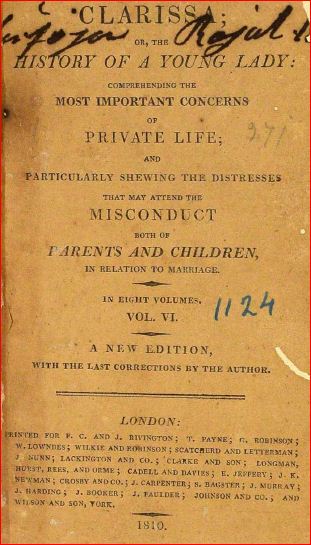 CLARISSA;
OR, THE
HISTORY OF A YOUNG LADY:
COMPREHENDING THE
MOST IMPORTANT CONCERNS
OF
PRIVATE LIFE;
271
AND
PARTICULARLY SHEWING THE DISTRESSES
THAT MAY ATTEND THE
MISCONDUCT
BOTH OF
PARENTS AND CHILDREN,
IN RELATION TO MARRIAGE.
IN EIGHT VOLUMES.
VOL. VI.
1124
A NEW EDITION,
WITH THE LAST CORRECTIONS BY THE AUTHOR.
LONDON:
PRINTED FOR F. C. AND J. RIVINGTON; T. PAYNE; G. ROBINSON;
W. LOWNDES; WILKIE AND ROBINSON; SCATCHERD AND LETTERMAN;
J. NUNN; LACKINGTON AND CO.; CLARKE AND SON; LONGMAN,
HURST, REES, AND ORME; CADELL AND DAVIES; E. JEFFERY; J. K.
NEWMAN; CROSBY AND CO.; J. CARPENTER; S. BAGSTER; J. MURRAY;
J. HARDING; J. BOOKER; J. FAULDER; JOHNSON AND CO.; AND
WILSON AND SON, YORK.
1810.